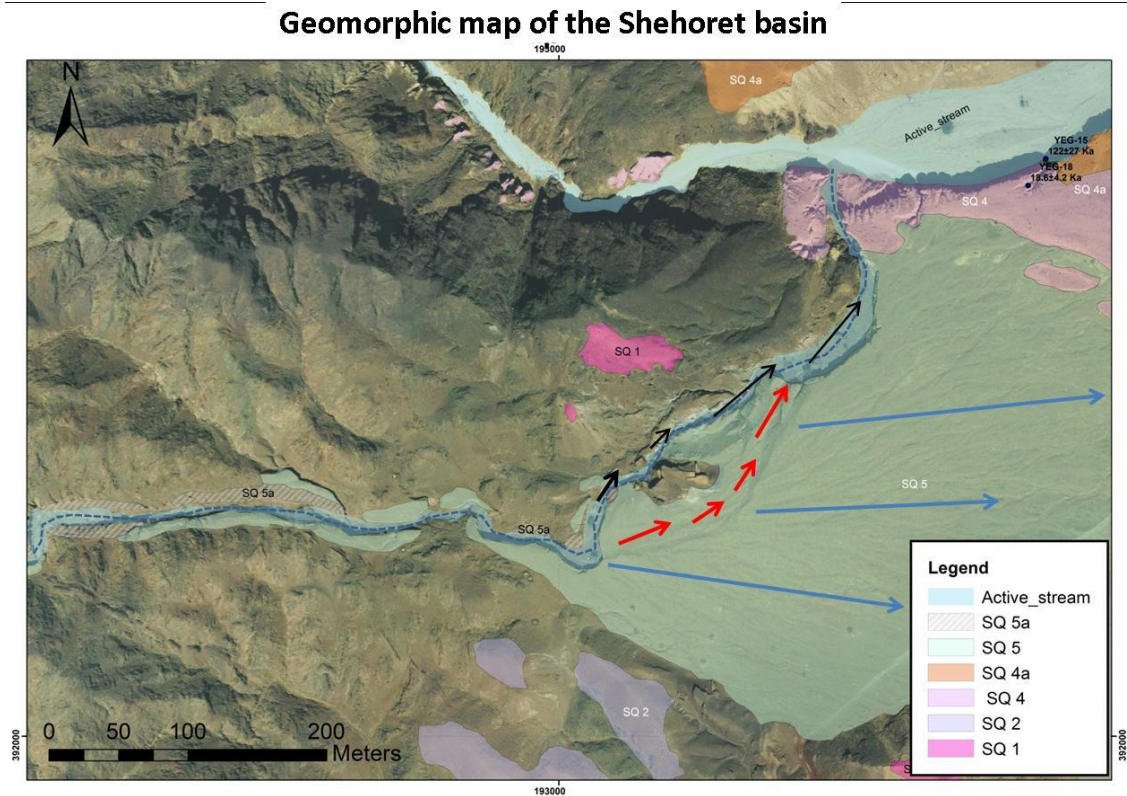 Geomorphic map of the Shehoret basin
195000
N
SQ 4a
Active_stream
YEG-15
122±27 Ka
YEG-18
18.6±4.2 Ka
SQ 4a
SQ 4
SQ 1
SQ 5a
SQ 5
SQ 5a
SQ 2
0 50 100 200
Meters
392000
392000
193000
Legend
Active_stream
SQ 5a
SQ 5
SQ 4a
SQ 4
SQ 2
SQ 1